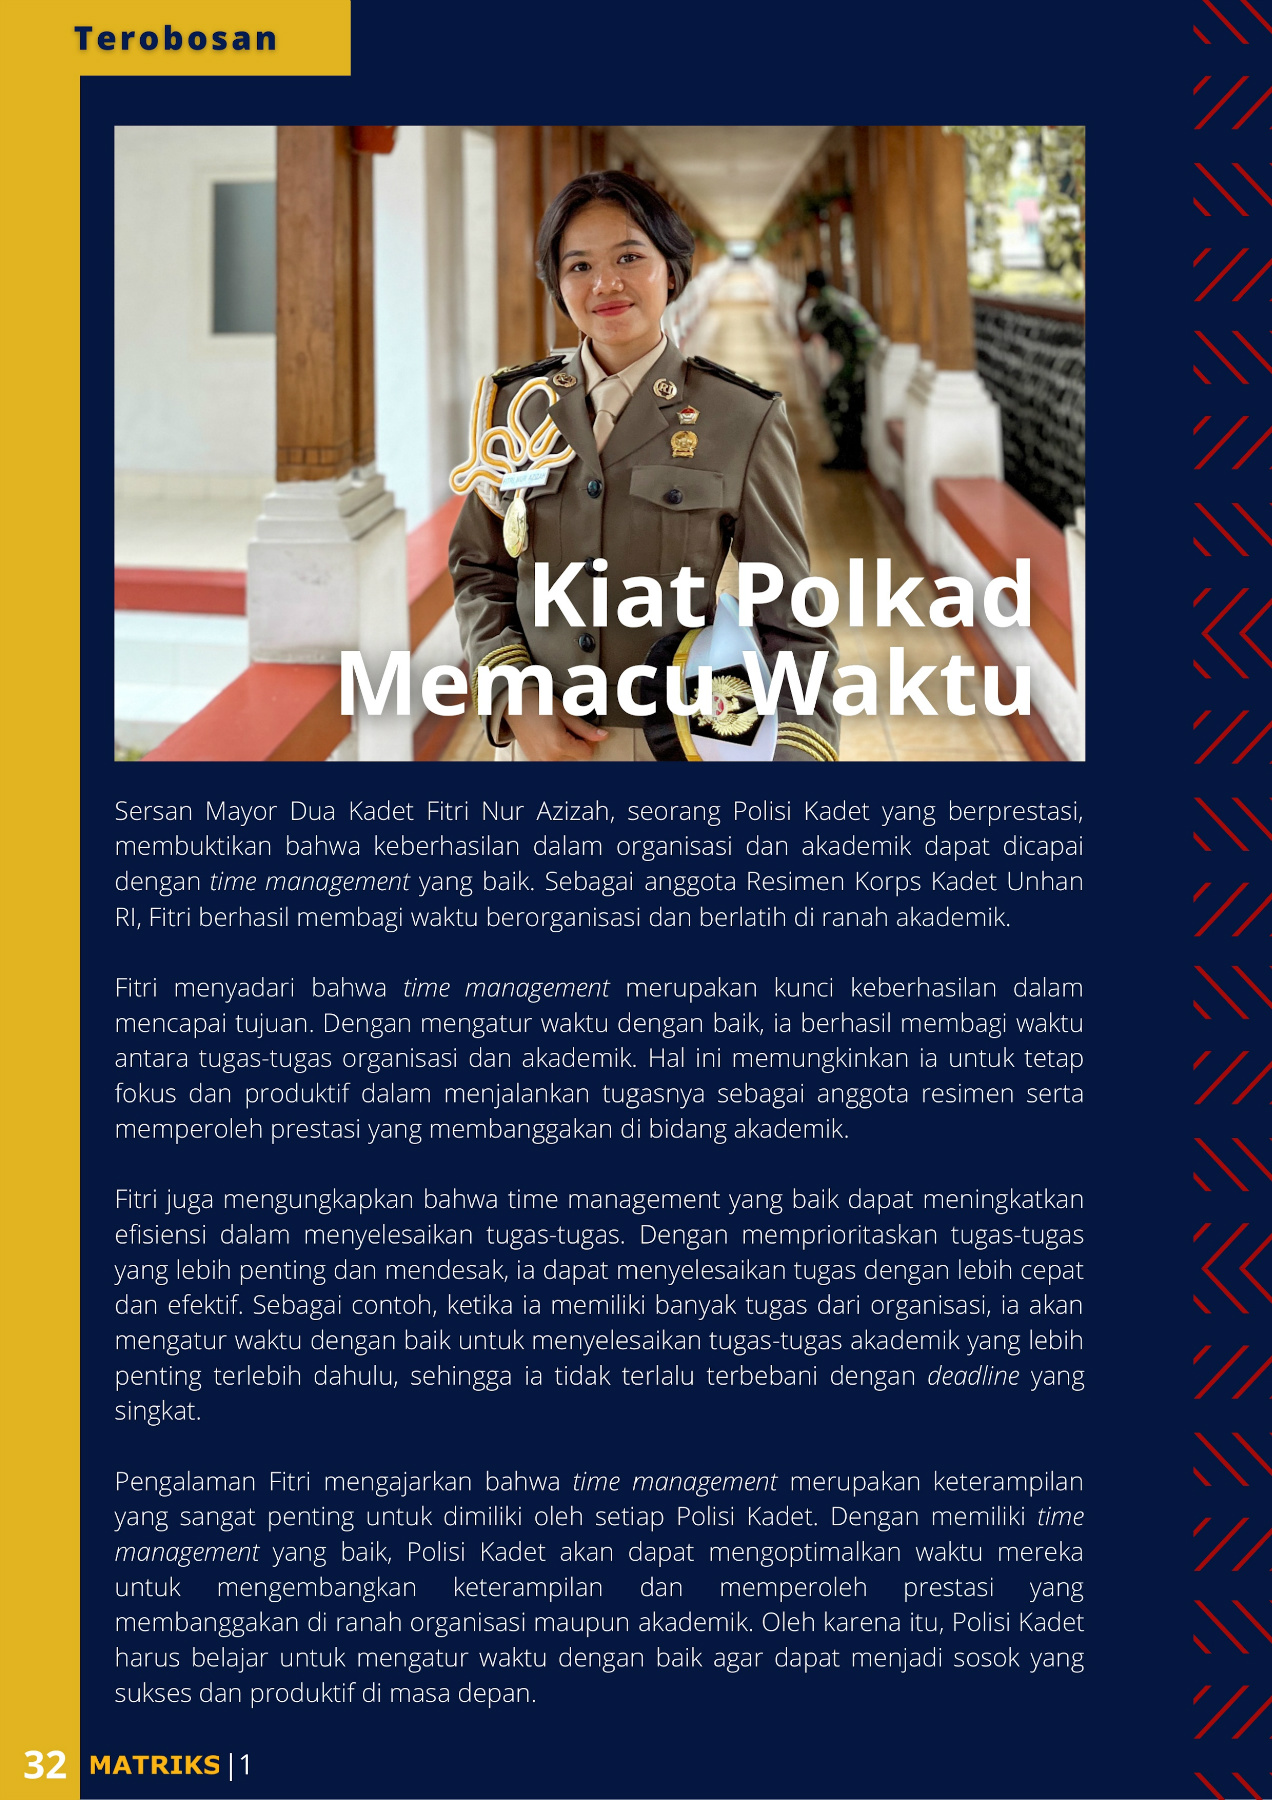 Terobosan
Kiat Polkad
Memacu Waktu
Sersan Mayor Dua Kadet Fitri Nur Azizah, seorang Polisi Kadet yang berprestasi,
membuktikan bahwa keberhasilan dalam organisasi dan akademik dapat dicapai
dengan time management yang baik. Sebagai anggota Resimen Korps Kadet Unhan
RI, Fitri berhasil membagi waktu berorganisasi dan berlatih di ranah akademik.
Fitri menyadari bahwa time management merupakan kunci keberhasilan dalam
mencapai tujuan. Dengan mengatur waktu dengan baik, ia berhasil membagi waktu
antara tugas-tugas organisasi dan akademik. Hal ini memungkinkan ia untuk tetap
fokus dan produktif dalam menjalankan tugasnya sebagai anggota resimen serta
memperoleh prestasi yang membanggakan di bidang akademik.
Fitri juga mengungkapkan bahwa time management yang baik dapat meningkatkan
efisiensi dalam menyelesaikan tugas-tugas. Dengan memprioritaskan tugas-tugas
yang lebih penting dan mendesak, ia dapat menyelesaikan tugas dengan lebih cepat
dan efektif. Sebagai contoh, ketika ia memiliki banyak tugas dari organisasi, ia akan
mengatur waktu dengan baik untuk menyelesaikan tugas-tugas akademik yang lebih
penting terlebih dahulu, sehingga ia tidak terlalu terbebani dengan deadline yang
singkat.
Pengalaman Fitri mengajarkan bahwa time management merupakan keterampilan
yang sangat penting untuk dimiliki oleh setiap Polisi Kadet. Dengan memiliki time
management yang baik, Polisi Kadet akan dapat mengoptimalkan waktu mereka
untuk mengembangkan keterampilan dan memperoleh prestasi yang
membanggakan di ranah organisasi maupun akademik. Oleh karena itu, Polisi Kadet
harus belajar untuk mengatur waktu dengan baik agar dapat menjadi sosok yang
sukses dan produktif di masa depan.
32 MATRIKS |1